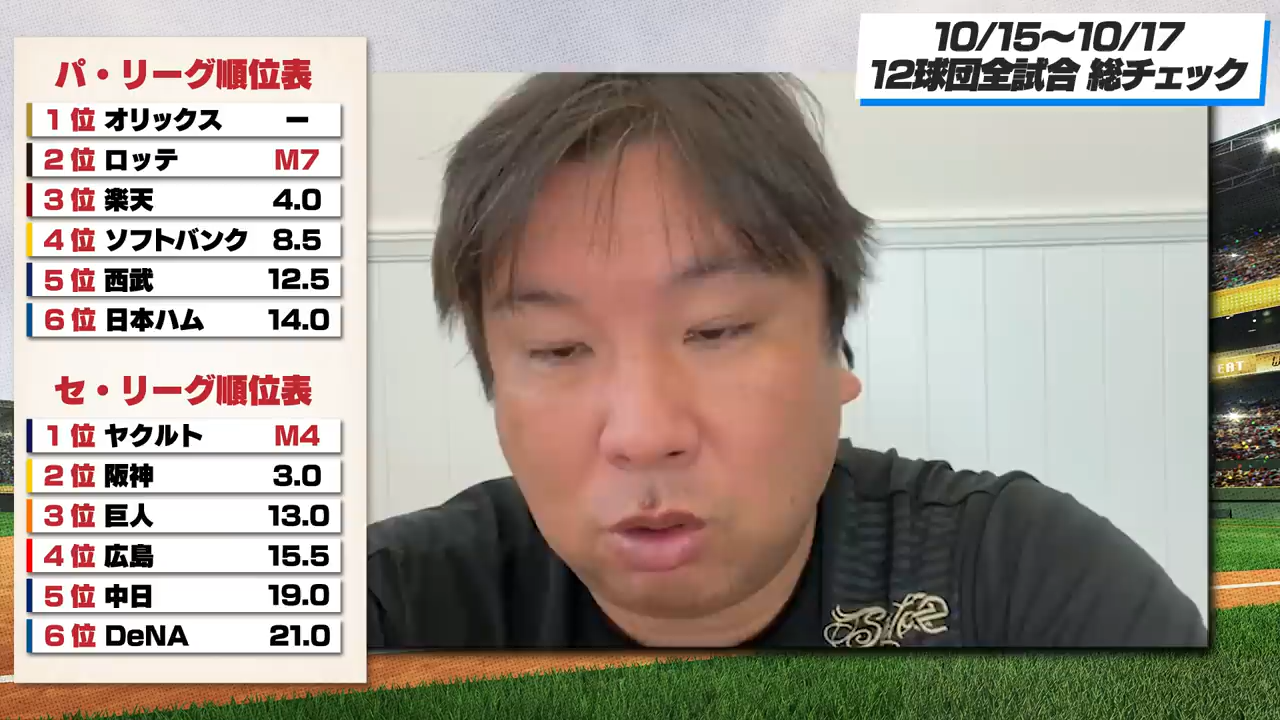 10/15～10/17
12球団全試合 総チェック
パ・リーグ順位表
1位 オリックス ー
2位 ロッテ M7
3位 楽天 4.0
4位 ソフトバンク 8.5
5位 西武 12.5
6位 日本ハム 14.0
セ・リーグ順位表
1位 ヤクルト M4
2位 阪神 3.0
3位 巨人 13.0
4位 広島 15.5
5位 中日 19.0
6位 DeNA 21.0